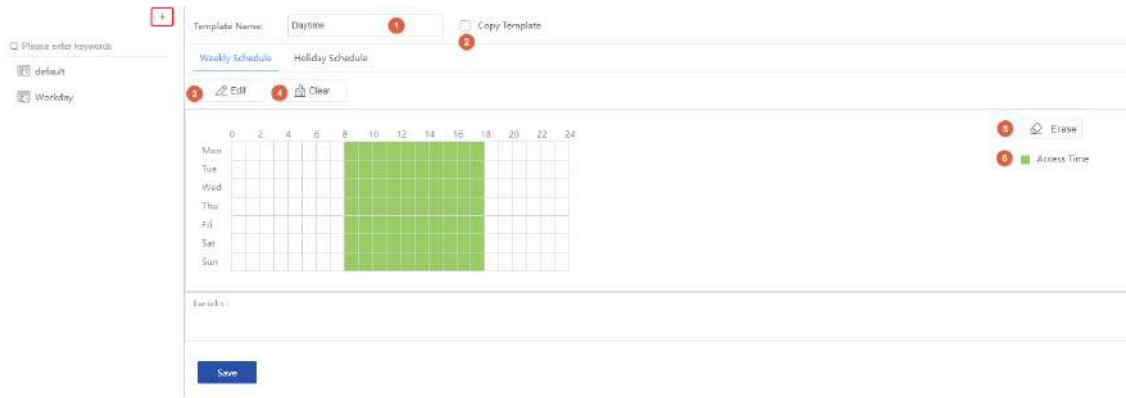 +
Template Name: Daytime 1 Copy Template
2
Please enter keywords
Weekly Schedule Holiday Schedule
default
3 Edit 4 Clear
Workday
0 2 4 6 8 10 12 14 16 18 20 22 24
5 Erase
Mon
6 Access Time
Tue
Wed
Thu
Fri
Sat
Sun
Save